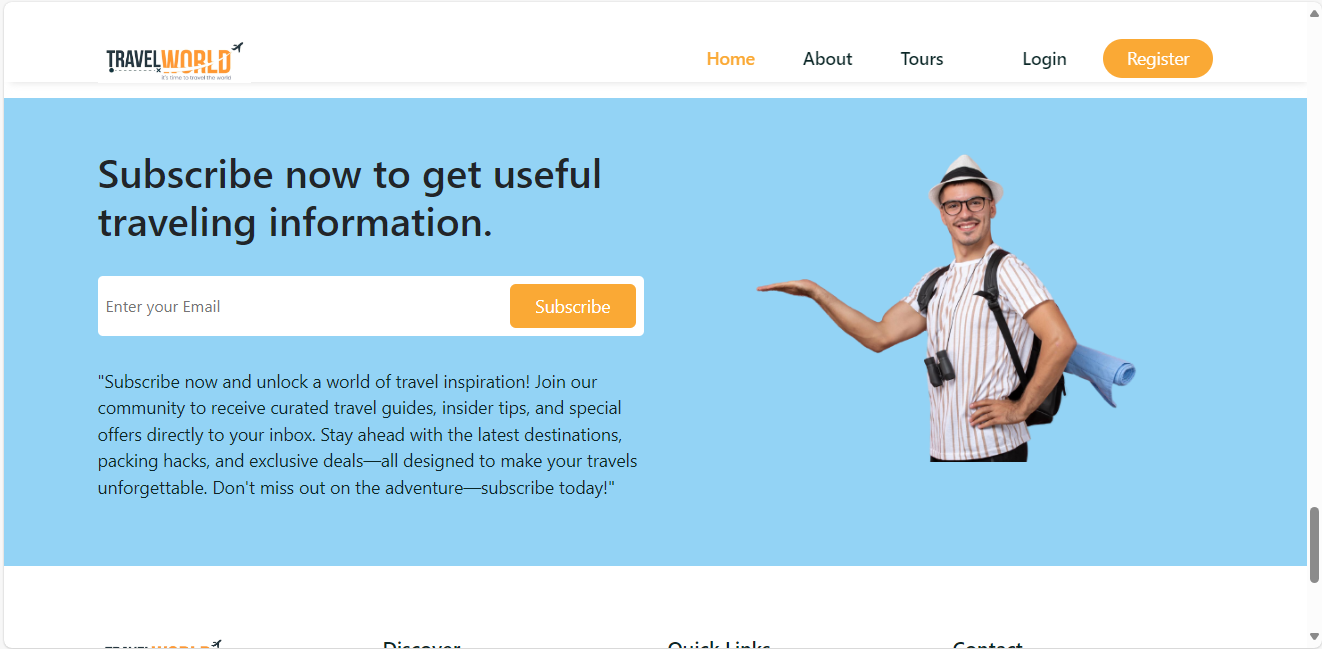 TRAVELWORLD
it's time to travel the world
Home About Tours Login Register
Subscribe now to get useful
traveling information.
Enter your Email Subscribe
"Subscribe now and unlock a world of travel inspiration! Join our
community to receive curated travel guides, insider tips, and special
offers directly to your inbox. Stay ahead with the latest destinations,
packing hacks, and exclusive deals—all designed to make your travels
unforgettable. Don't miss out on the adventure—subscribe today!"
TRAVELWORLD Discover Quick Links Contact